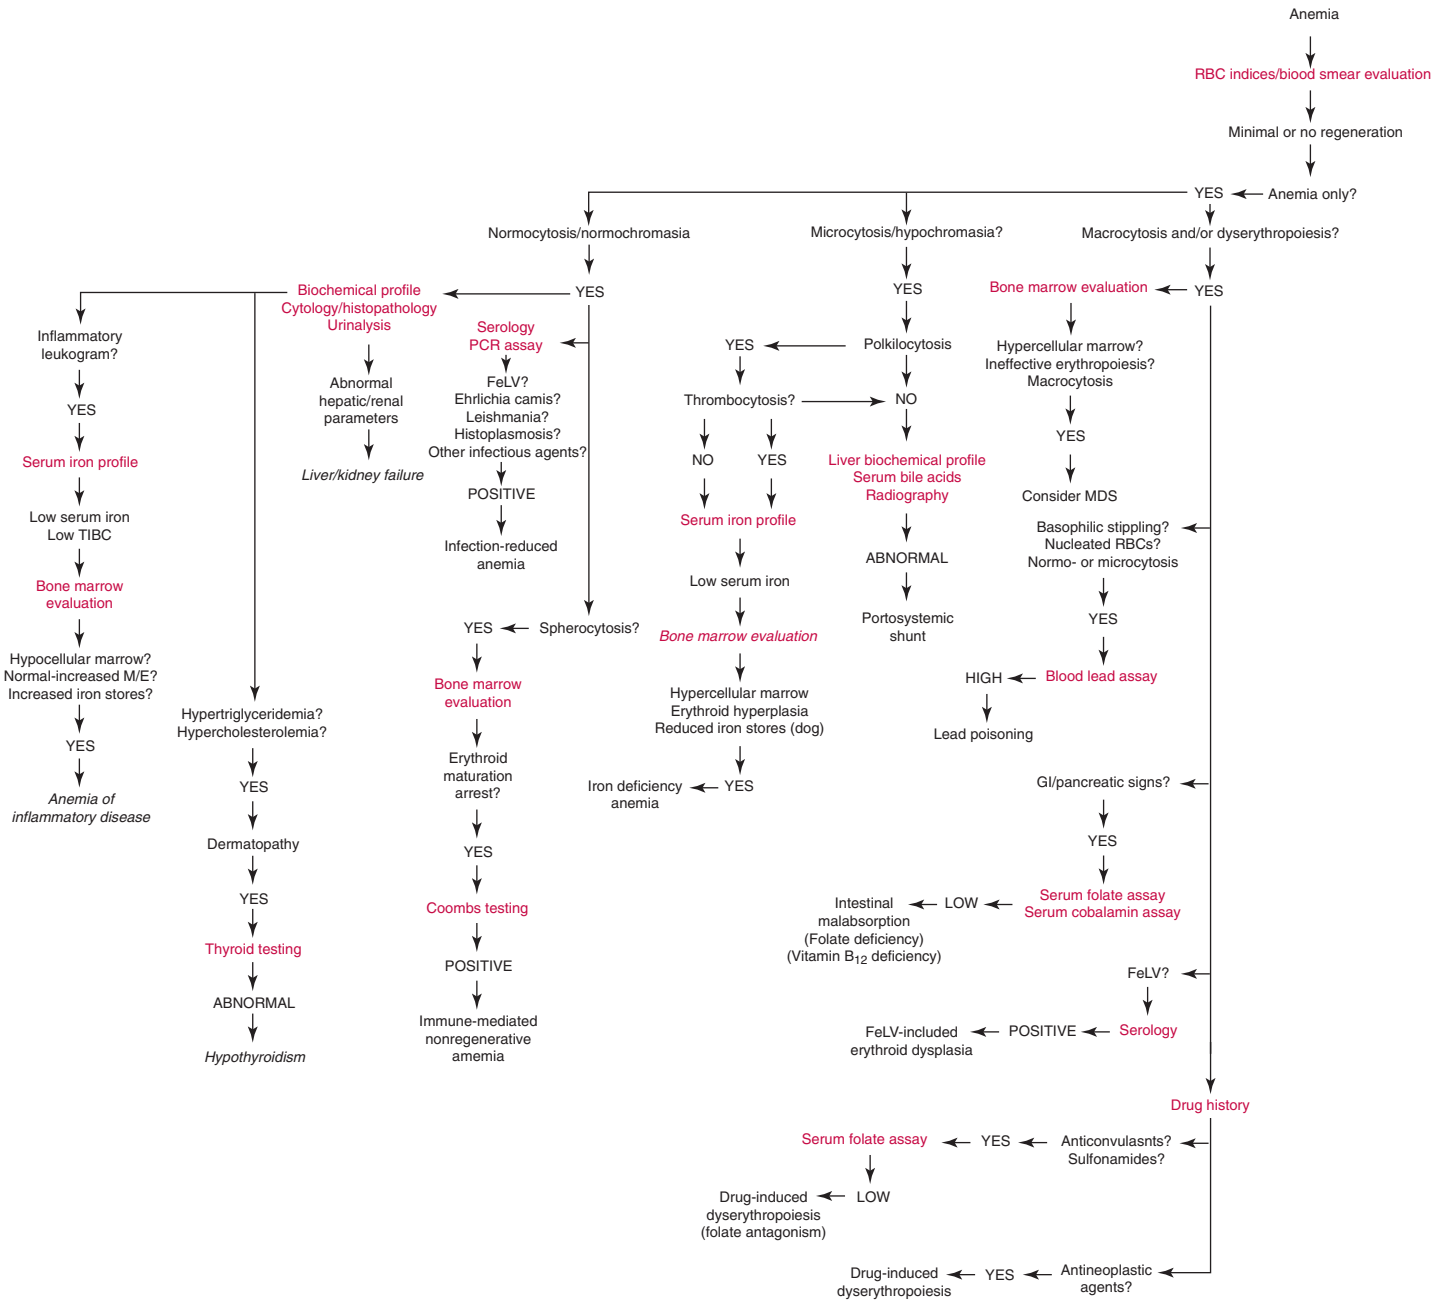 Anemia
RBC indices/biood smear evaluation
Minimal or no regeneration
Anemia only?
YES
Normocytosis/normochromasia
YES
Biochemical profile
Cytology/histopathology
Urinalysis
Inflammatory
leukogram?
YES
Serum iron profile
Low serum iron
Low TIBC
Bone marrow
evaluation
Hypocellular marrow?
Normal-increased M/E?
Increased iron stores?
YES
Anemia of
inflammatory disease
Hypertriglyceridemia?
Hypercholesterolemia?
YES
Dermatopathy
YES
Thyroid testing
ABNORMAL
Hypothyroidism
Abnormal
hepatic/renal
parameters
Liver/kidney failure
Serology
PCR assay
FeLV?
Ehrlichia camis?
Leishmania?
Histoplasmosis?
Other infectious agents?
POSITIVE
Infection-reduced
anemia
Spherocytosis?
YES
Bone marrow
evaluation
Erythroid
maturation
arrest?
YES
Coombs testing
POSITIVE
Immune-mediated
nonregenerative
amemia
Microcytosis/hypochromasia?
YES
Polkilocytosis
YES
Thrombocytosis?
NO
NO
YES
Serum iron profile
Low serum iron
Bone marrow evaluation
Hypercellular marrow
Erythroid hyperplasia
Reduced iron stores (dog)
YES
Iron deficiency
anemia
Liver biochemical profile
Serum bile acids
Radiography
ABNORMAL
Portosystemic
shunt
Macrocytosis and/or dyserythropoiesis?
YES
Bone marrow evaluation
Hypercellular marrow?
Ineffective erythropoiesis?
Macrocytosis
YES
Consider MDS
Basophilic stippling?
Nucleated RBCs?
Normo- or microcytosis
YES
Blood lead assay
HIGH
Lead poisoning
GI/pancreatic signs?
YES
Serum folate assay
Serum cobalamin assay
LOW
Intestinal
malabsorption
(Folate deficiency)
(Vitamin B12 deficiency)
FeLV?
Serology
POSITIVE
FeLV-included
erythroid dysplasia
Drug history
Anticonvulasnts?
Sulfonamides?
YES
Serum folate assay
LOW
Drug-induced
dyserythropoiesis
(folate antagonism)
Antineoplastic
agents?
YES
Drug-induced
dyserythropoiesis